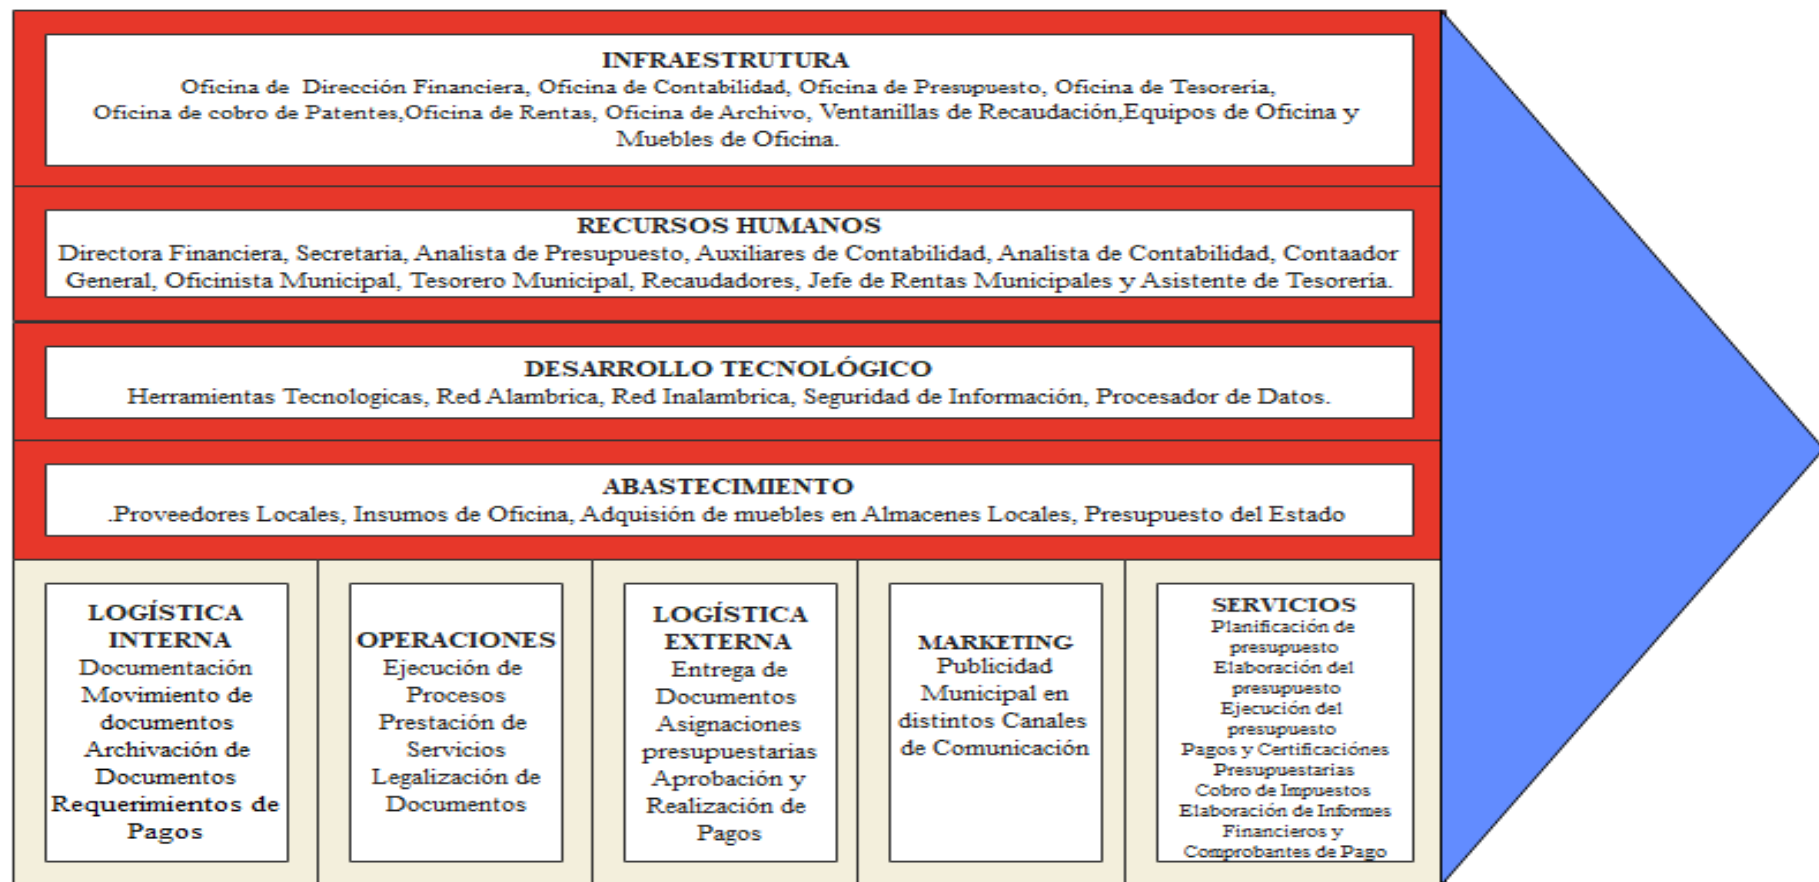 INFRAESTRUTURA
Oficina de Dirección Financiera, Oficina de Contabilidad, Oficina de Presupuesto, Oficina de Tesoreria,
Oficina de cobro de Patentes,Oficina de Rentas, Oficina de Archivo, Ventanillas de Recaudación,Equipos de Oficina y
Muebles de Oficina.
RECURSOS HUMANOS
Directora Financiera, Secretaria, Analista de Presupuesto, Auxiliares de Contabilidad, Analista de Contabilidad, Contaador
General, Oficinista Municipal, Tesorero Municipal, Recaudadores, Jefe de Rentas Municipales y Asistente de Tesoreria.
DESARROLLO TECNOLÓGICO
Herramientas Tecnologicas, Red Alambrica, Red Inalambrica, Seguridad de Información, Procesador de Datos.
ABASTECIMIENTO
.Proveedores Locales, Insumos de Oficina, Adquisión de muebles en Almacenes Locales, Presupuesto del Estado
LOGÍSTICA
INTERNA
Documentación
Movimiento de
documentos
Archivación de
Documentos
Requerimientos de
Pagos
OPERACIONES
Ejecución de
Procesos
Prestación de
Servicios
Legalización de
Documentos
LOGÍSTICA
EXTERNA
Entrega de
Documentos
Asignaciones
presupuestarias
Aprobación y
Realización de
Pagos
MARKETING
Publicidad
Municipal en
distintos Canales
de Comunicación
SERVICIOS
Planificación de
presupuesto
Elaboración del
presupuesto
Ejecución del
presupuesto
Pagos y Certificaciónes
Presupuestarias
Cobro de Impuestos
Elaboración de Informes
Financieros y
Comprobantes de Pago